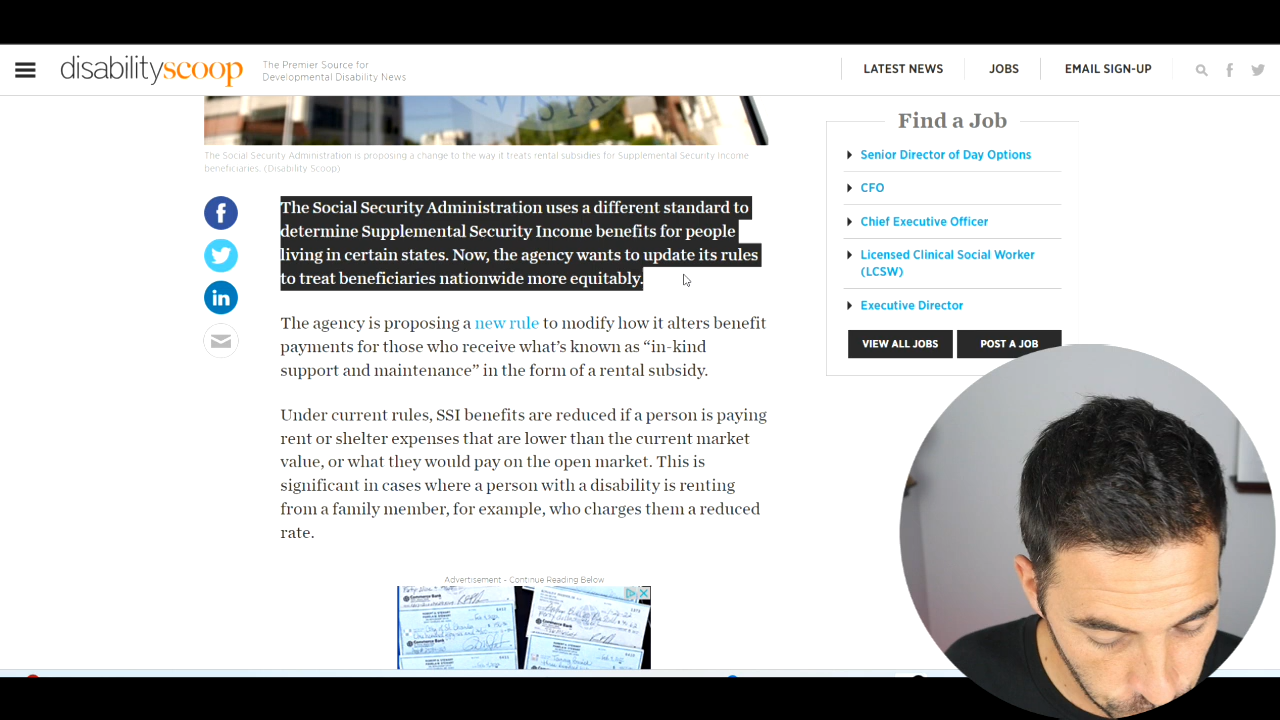 disabilityscoop
The Premier Source for
Developmental Disability News
LATEST NEWS
JOBS
EMAIL SIGN-UP
The Social Security Administration is proposing a change to the way it treats rental subsidies for Supplemental Security Income
beneficiaries. (Disability Scoop)
The Social Security Administration uses a different standard to
determine Supplemental Security Income benefits for people
living in certain states. Now, the agency wants to update its rules
to treat beneficiaries nationwide more equitably.
The agency is proposing a new rule to modify how it alters benefit
payments for those who receive what’s known as “in-kind
support and maintenance” in the form of a rental subsidy.
Under current rules, SSI benefits are reduced if a person is paying
rent or shelter expenses that are lower than the current market
value, or what they would pay on the open market. This is
significant in cases where a person with a disability is renting
from a family member, for example, who charges them a reduced
rate.
Advertisement - Continue Reading Below
Commerce Bank
Commerce Bank
Find a Job
Senior Director of Day Options
CFO
Chief Executive Officer
Licensed Clinical Social Worker
(LCSW)
Executive Director
VIEW ALL JOBS
POST A JOB